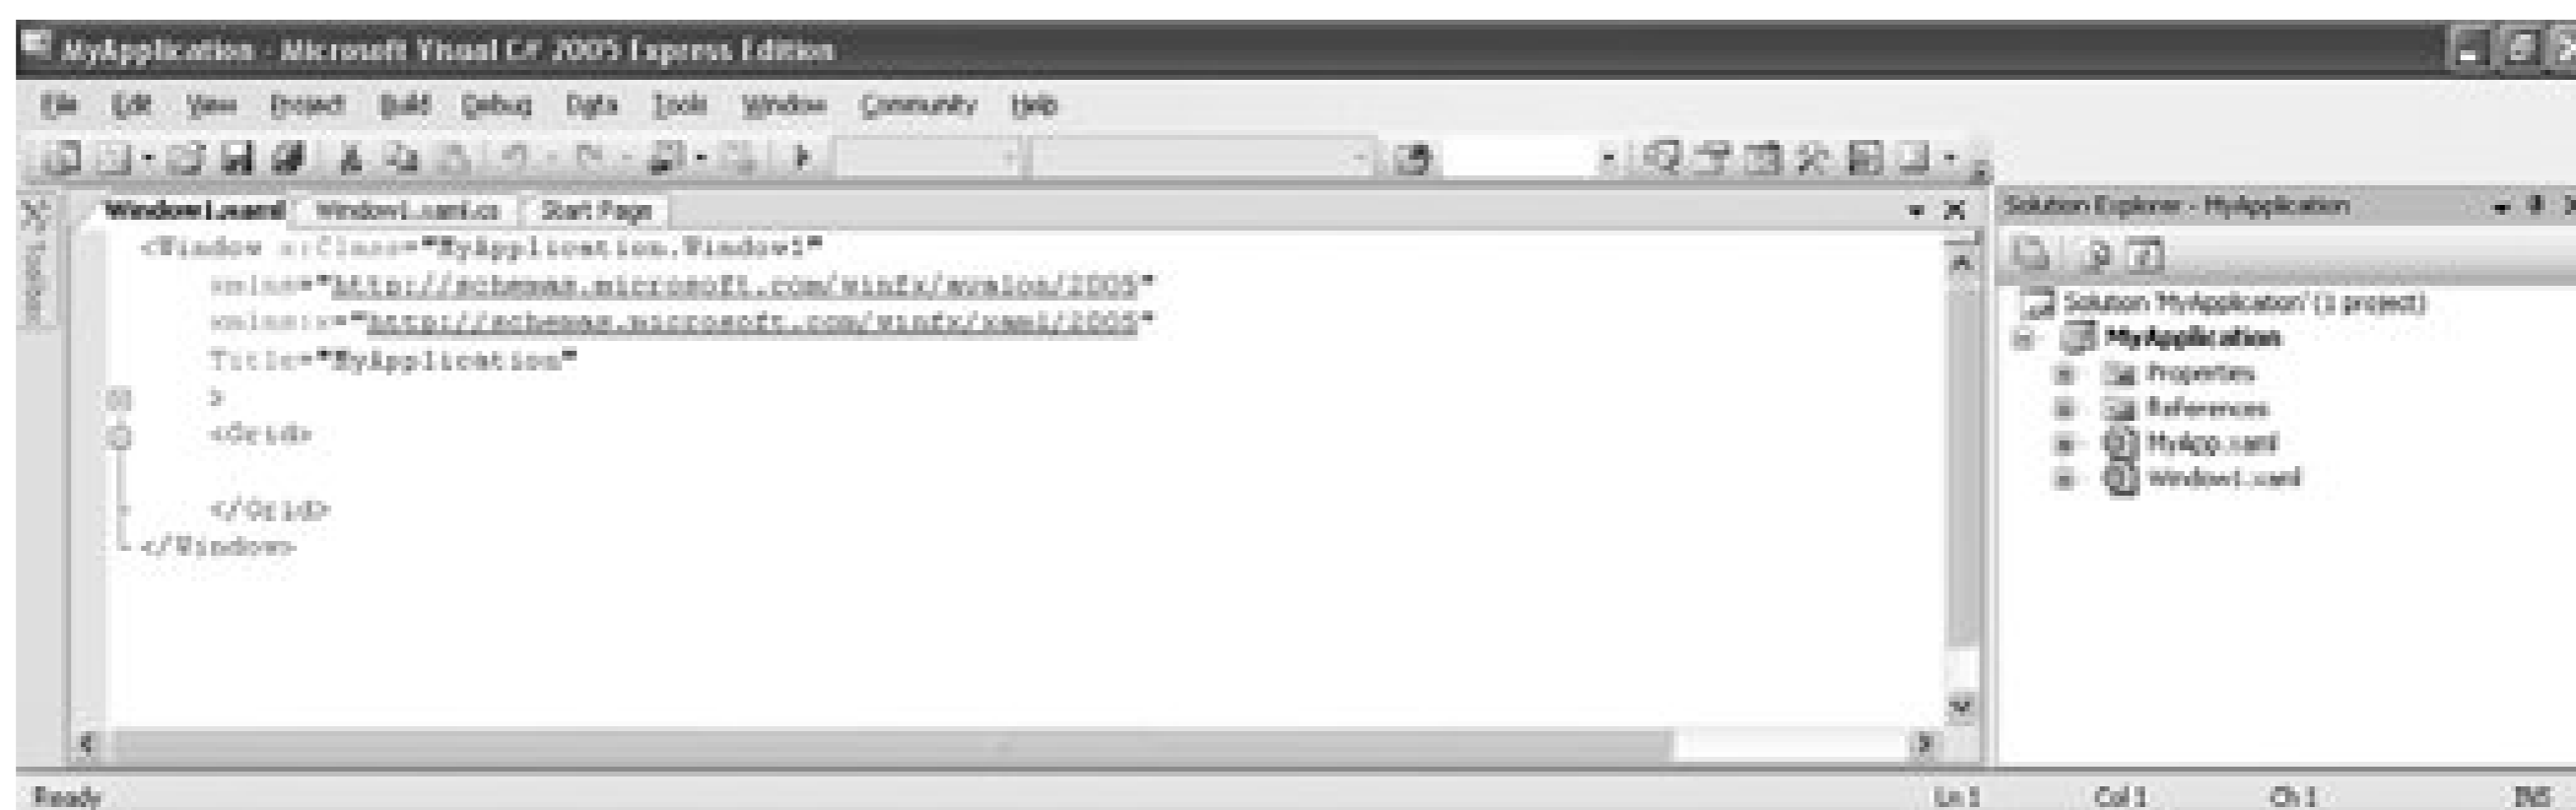 MyApplication - Microsoft Visual C# 2005 Express Edition
File Edit View Project Build Debug Data Tools Window Community Help
Window1.xaml Window1.xaml.cs Start Page
Toolbox
<Window x:Class="MyApplication.Window1"
xmlns="http://schemas.microsoft.com/winfx/avalon/2005"
xmlns:x="http://schemas.microsoft.com/winfx/xaml/2005"
Title="MyApplication"
>
<Grid>
</Grid>
</Window>
Solution Explorer - MyApplication
Solution 'MyApplication' (1 project)
MyApplication
Properties
References
MyApp.xaml
Window1.xaml
Ready Ln 1 Col 1 Ch 1 INS